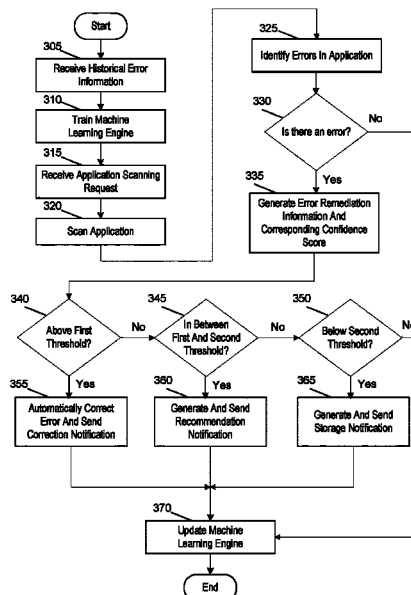 Start
305
Receive Historical Error
Information
310
Train Machine
Learning Engine
315
Receive Application Scanning
Request
320
Scan Application
325
Identify Errors In Application
330
Is there an error?
No
Yes
335
Generate Error Remediation
Information And
Corresponding Confidence
Score
340
Above First
Threshold?
No
Yes
345
In Between
First And Second
Threshold?
No
Yes
350
Below Second
Threshold?
No
Yes
355
Automatically Correct
Error And Send
Correction Notification
360
Generate And Send
Recommendation
Notification
365
Generate And Send
Storage Notification
370
Update Machine
Learning Engine
End